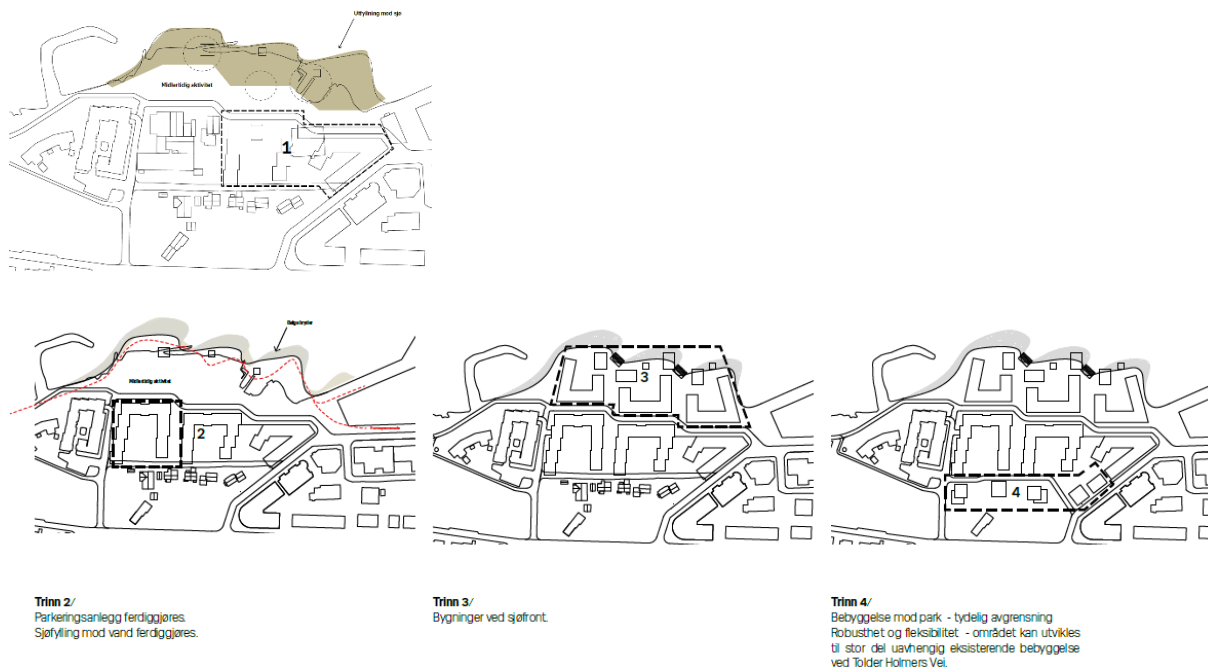 Utfyllning mod sjø
Midlertidig aktivitet
1
Bølgebryder
Midlertidig aktivitet
2
3
4
Trinn 2/
Parkeringsanlegg ferdiggjøres.
Sjøfylling mod vand ferdiggjøres.
Trinn 3/
Bygninger ved sjøfront.
Trinn 4/
Bebyggelse mod park - tydelig avgrensning
Robusthet og fleksibilitet - området kan utvikles
til stor del uavhengig eksisterende bebyggelse
ved Tolder Holmers Vei.